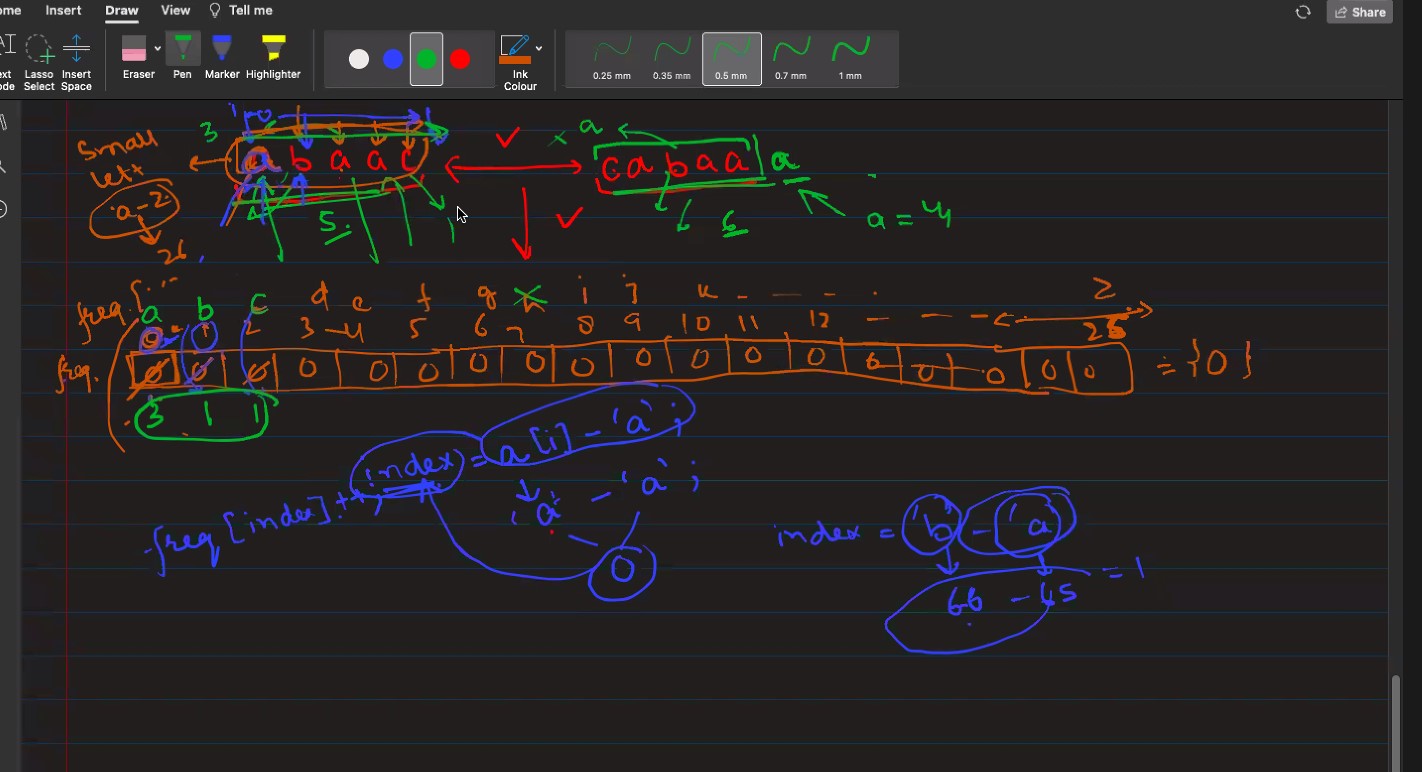 ome Insert Draw View Tell me Share
ext ode Lasso Select Insert Space Eraser Pen Marker Highlighter Ink Colour 0.25 mm 0.35 mm 0.5 mm 0.7 mm 1 mm
i=0
small 3 a b a a c x a c a b a a a
lett
a-z 5. 6 a = 4
26
freq. a b c d e f g h i j k - - - . z
0 1 2 3 4 5 6 7 8 9 10 11 12 - - - 25
freq. 0 0 0 0 0 0 0 0 0 0 0 0 0 0 0 0 0 0 = {0}
3 1 1
index = a[i] - 'a';
freq[index]++; 'a' - 'a';
0
index = 'b' - 'a'
66 - 65 = 1